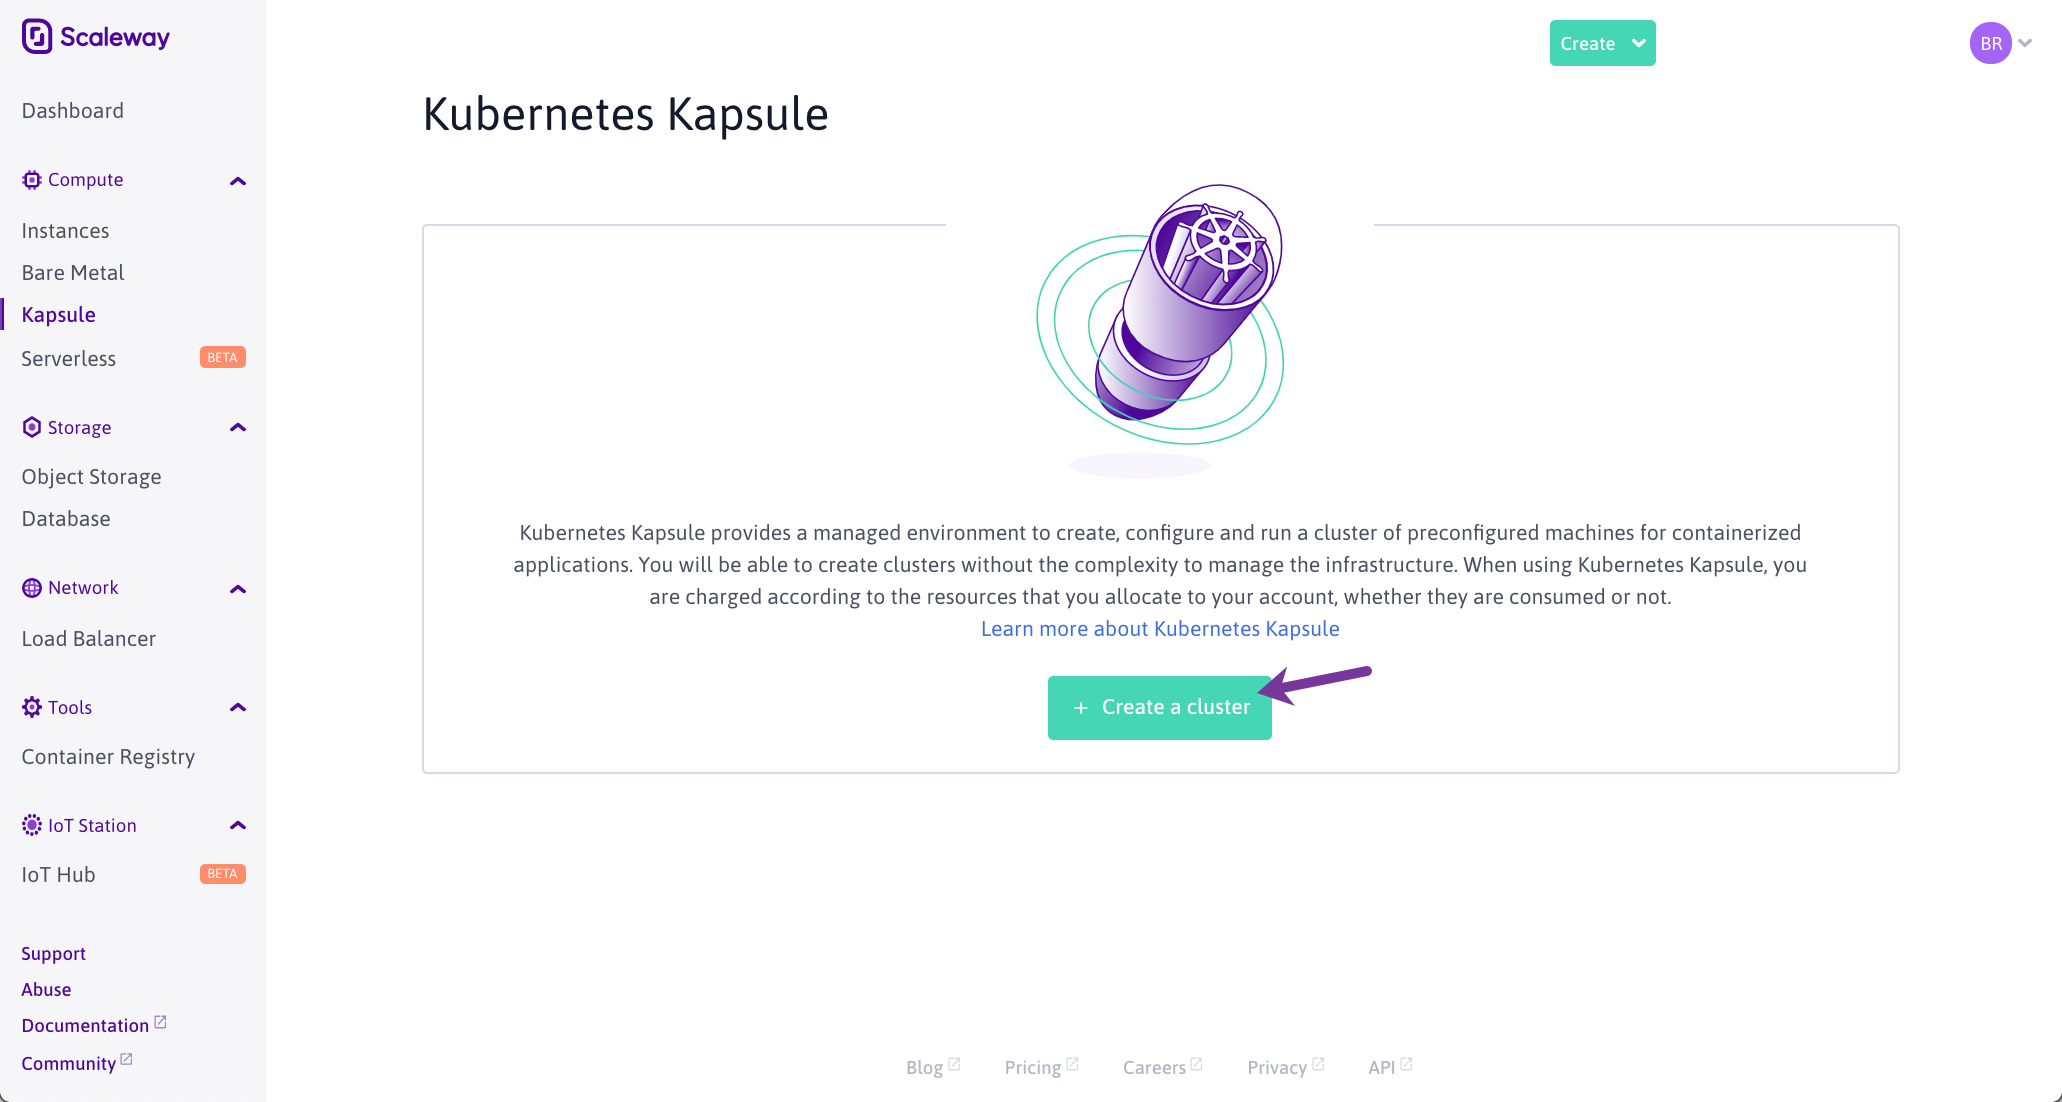 Scaleway
Create
BR
Dashboard
Kubernetes Kapsule
Compute
Instances
Bare Metal
Kapsule
Serverless BETA
Storage
Object Storage
Database
Network
Load Balancer
Tools
Container Registry
IoT Station
IoT Hub BETA
Support
Abuse
Documentation
Community
Kubernetes Kapsule provides a managed environment to create, configure and run a cluster of preconfigured machines for containerized
applications. You will be able to create clusters without the complexity to manage the infrastructure. When using Kubernetes Kapsule, you
are charged according to the resources that you allocate to your account, whether they are consumed or not.
Learn more about Kubernetes Kapsule
+ Create a cluster
Blog Pricing Careers Privacy API